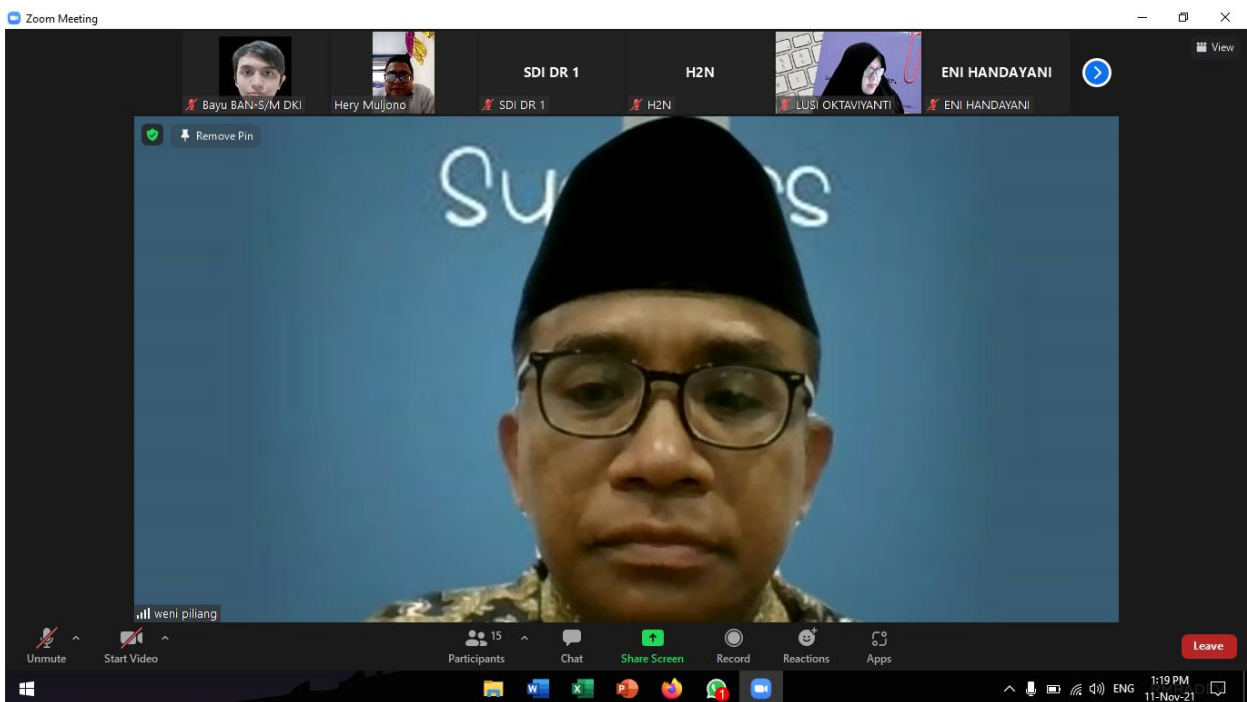 Zoom Meeting
View
SDI DR 1
H2N
ENI HANDAYANI
Bayu BAN-S/M DKI
Hery Muljono
SDI DR 1
H2N
LUSI OKTAVIYANTI
ENI HANDAYANI
Remove Pin
weni piliang
15
Unmute
Start Video
Participants
Chat
Share Screen
Record
Reactions
Apps
Leave
1
ENG
1:19 PM
11-Nov-21